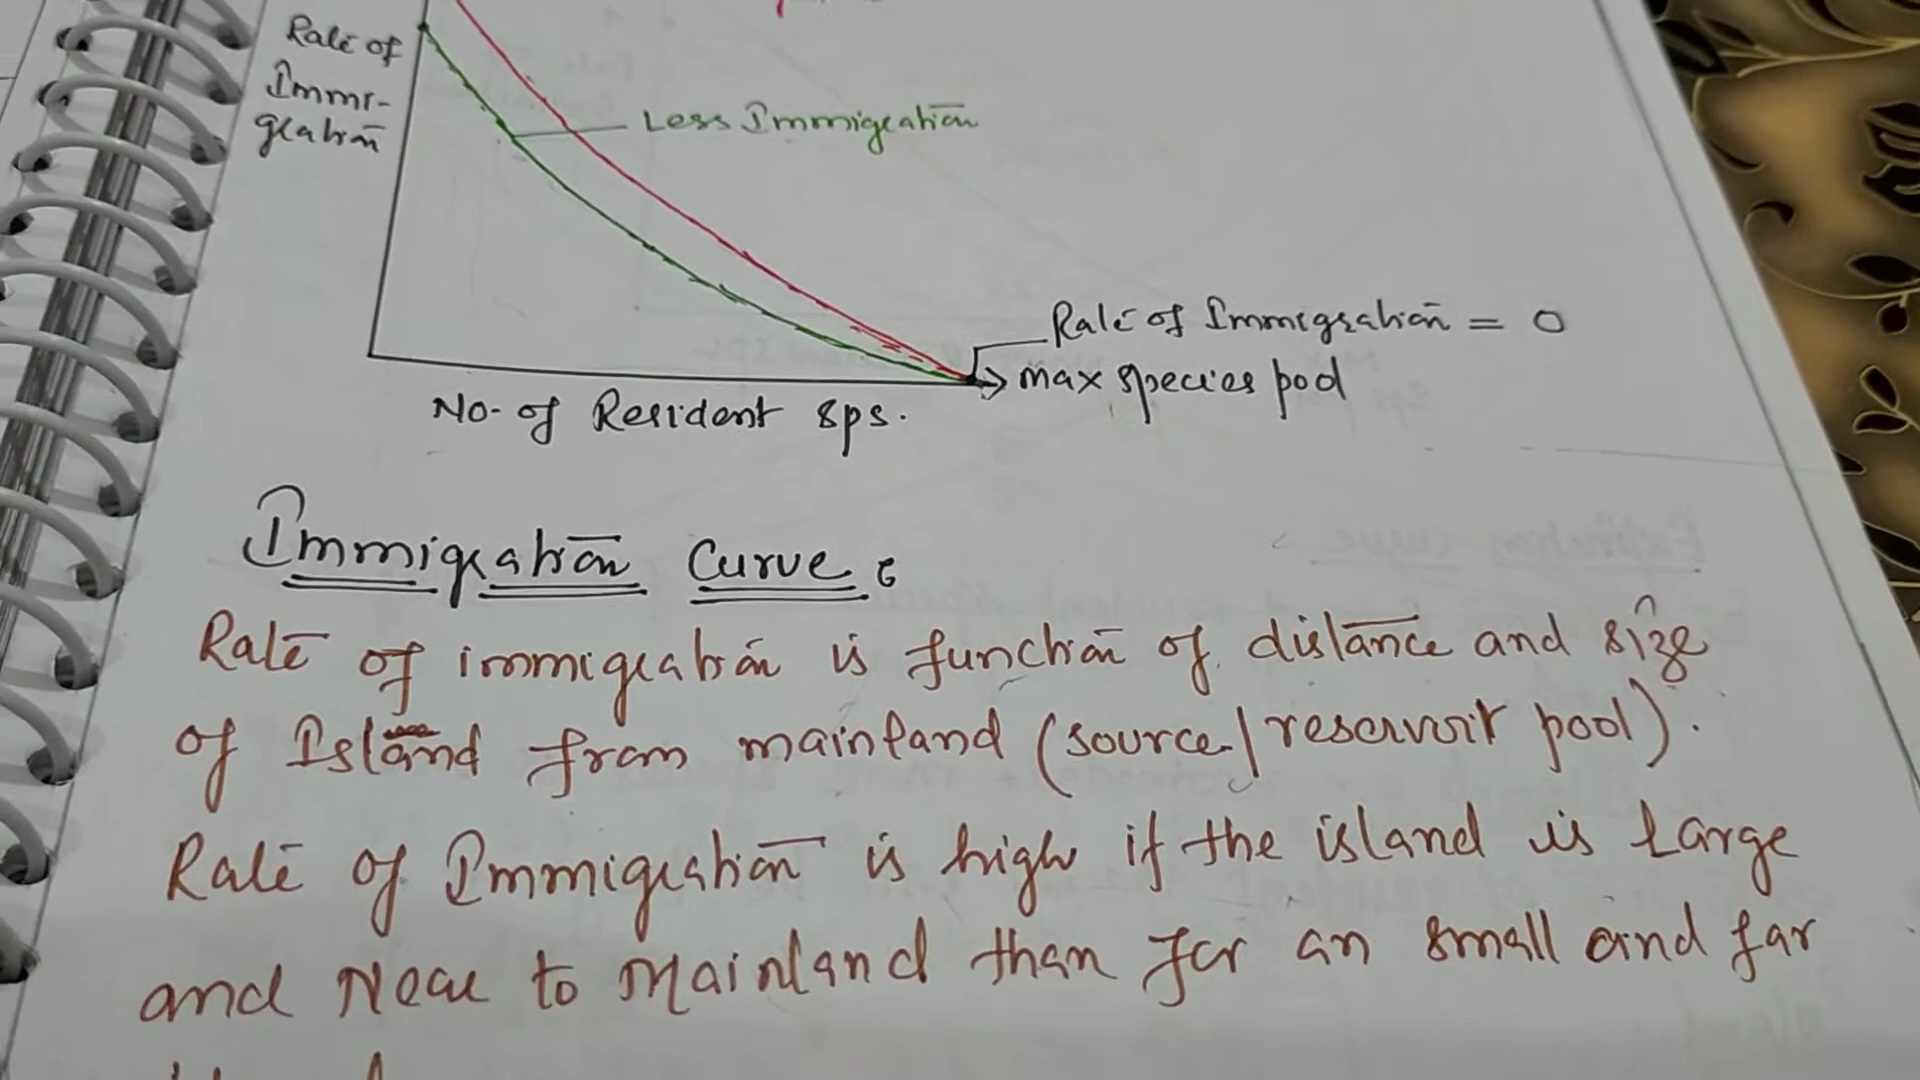 Rate of
Immi-
gration
Less Immigration
Rate of Immigration = 0
max species pool
No. of Resident sps.
Immigration Curve :
Rate of immigration is function of distance and size
of Island from mainland (source/reservoir pool).
Rate of Immigration is high if the island is large
and Near to mainland than for an small and far